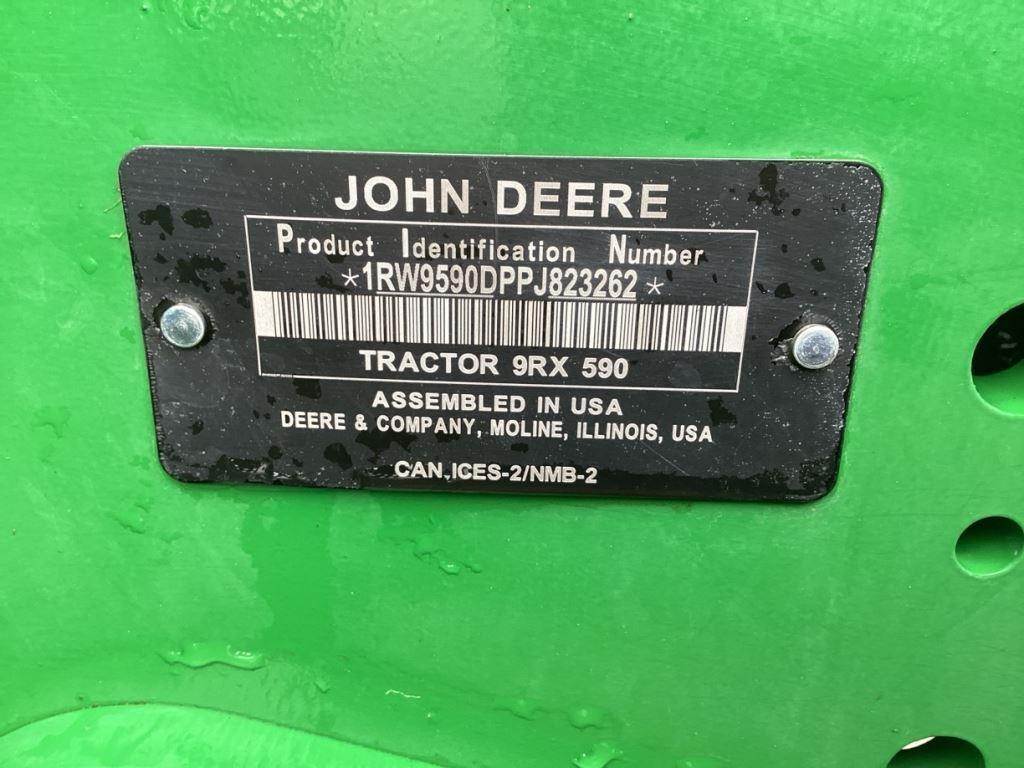 JOHN DEERE
Product Identification Number
*1RW9590DPPJ823262*
TRACTOR 9RX 590
ASSEMBLED IN USA
DEERE & COMPANY, MOLINE, ILLINOIS, USA
CAN ICES-2/NMB-2